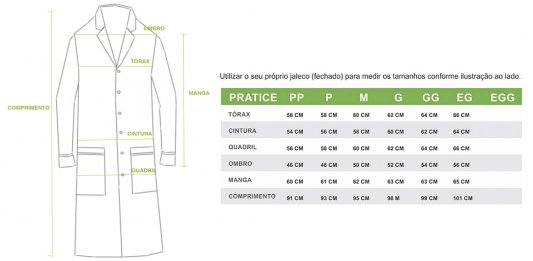 OMBRO
TÓRAX
MANGA
COMPRIMENTO
CINTURA
QUADRIL
Utilizar o seu próprio jaleco (fechado) para medir os tamanhos conforme ilustração ao lado.
PRATICE PP P M G GG EG EGG
TÓRAX 56 CM 58 CM 60 CM 62 CM 64 CM 66 CM
CINTURA 54 CM 56 CM 58 CM 60 CM 62 CM 64 CM
QUADRIL 56 CM 58 CM 60 CM 62 CM 64 CM 66 CM
OMBRO 46 CM 48 CM 50 CM 52 CM 54 CM 56 CM
MANGA 60 CM 61 CM 62 CM 63 CM 63 CM 65 CM
COMPRIMENTO 91 CM 93 CM 95 CM 98 M 99 CM 101 CM